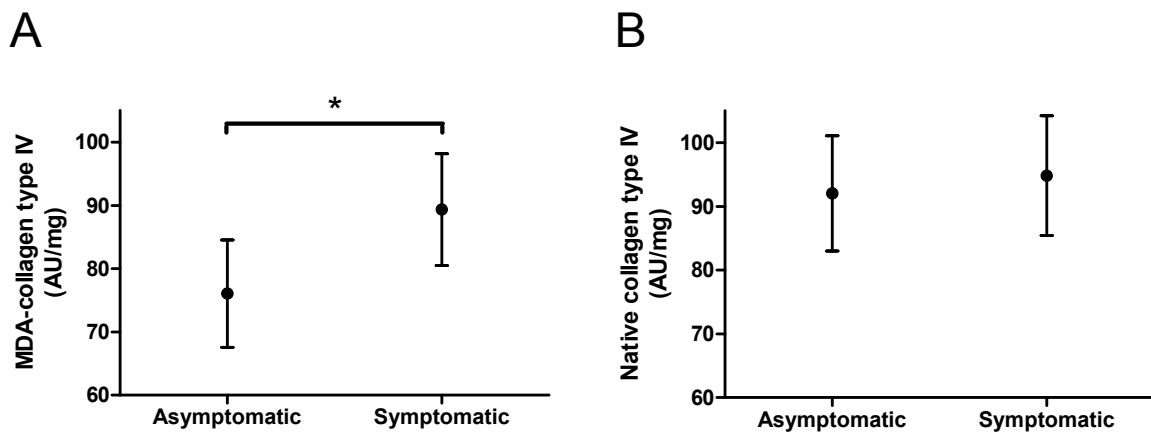 A
B
MDA-collagen type IV
(AU/mg)
*
100
90
80
70
60
Asymptomatic
Symptomatic
Native collagen type IV
(AU/mg)
100
90
80
70
60
Asymptomatic
Symptomatic